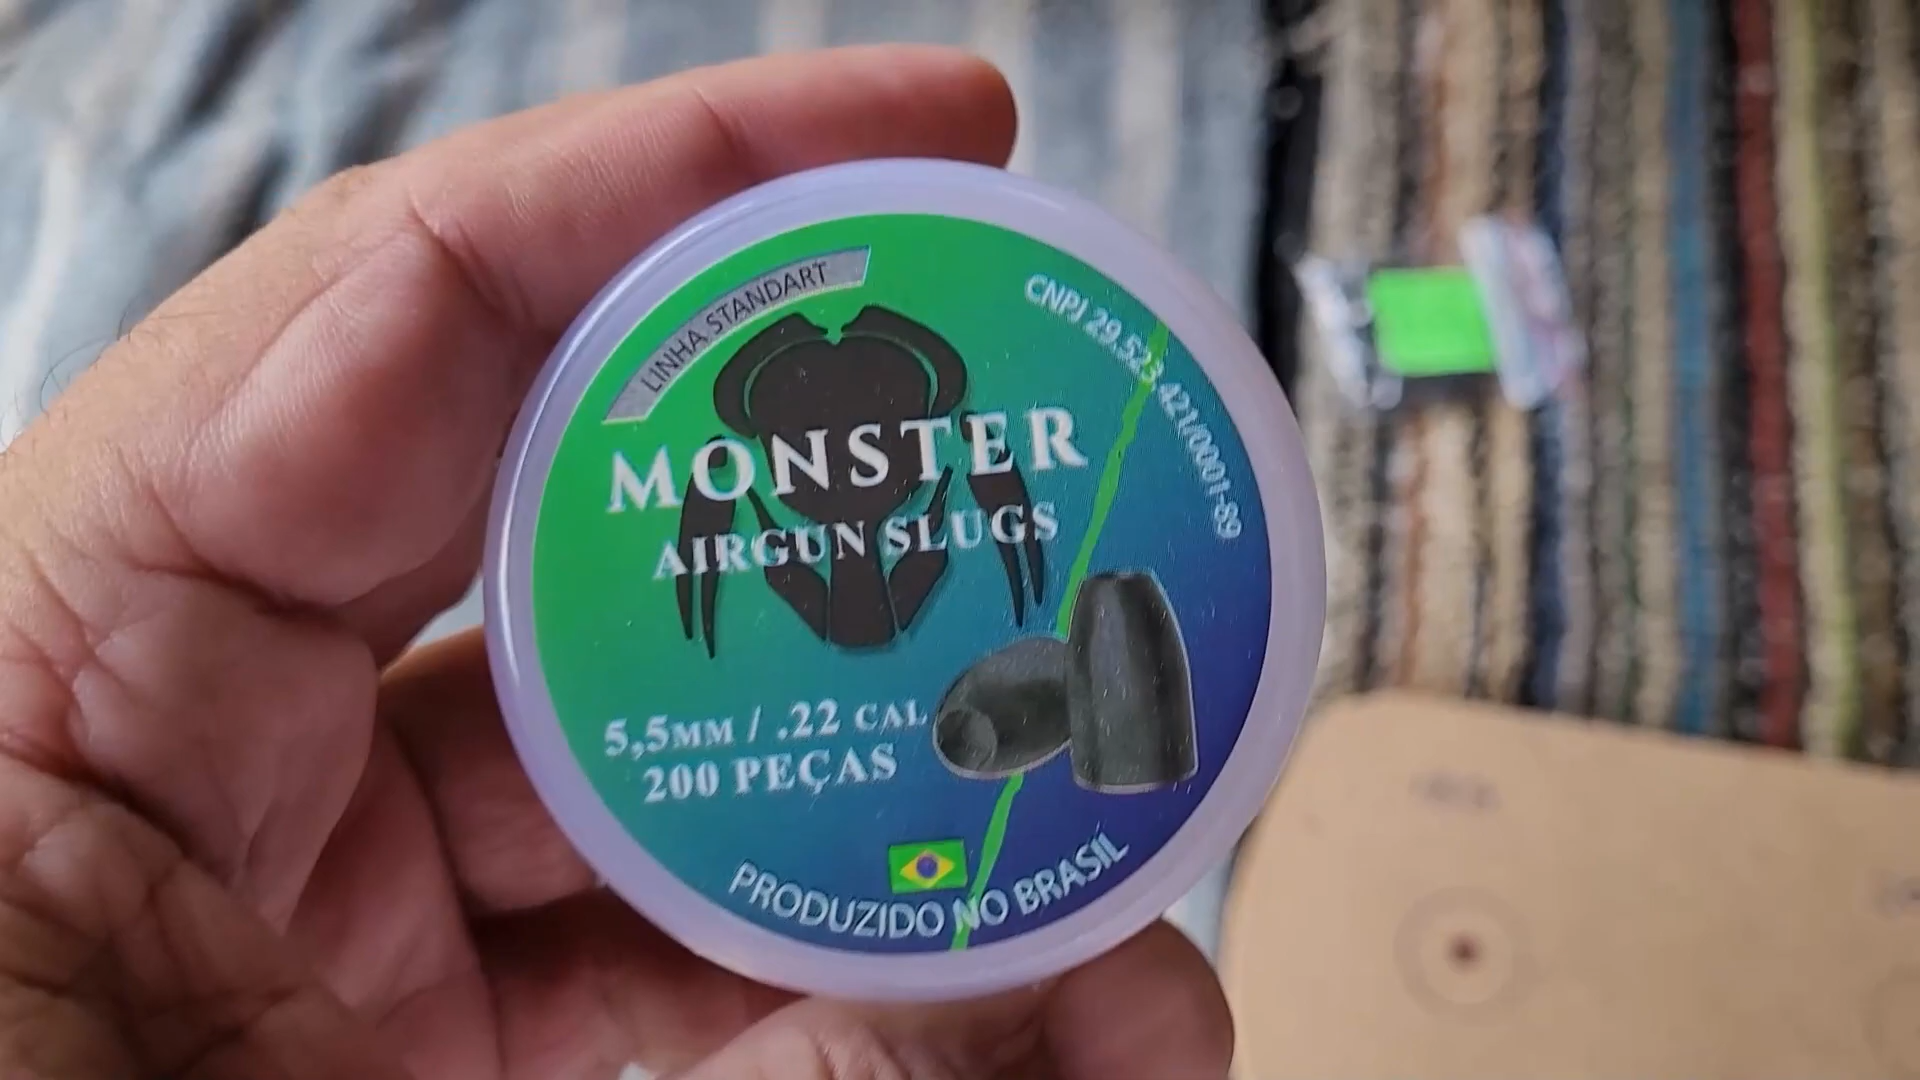 LINHA STANDART
CNPJ 29.523.421/0001-89
MONSTER
AIRGUN SLUGS
5,5MM / .22 CAL
200 PEÇAS
PRODUZIDO NO BRASIL